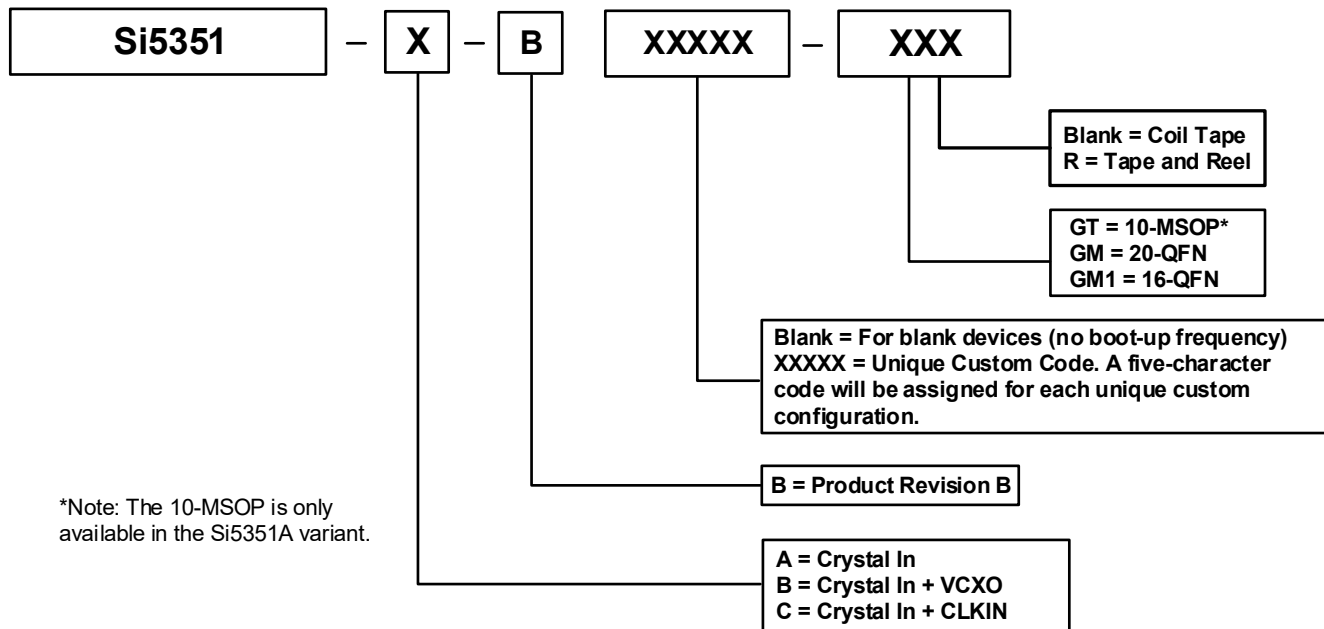 Si5351 – X – B XXXXX – XXX
Blank = Coil Tape
R = Tape and Reel
GT = 10-MSOP*
GM = 20-QFN
GM1 = 16-QFN
Blank = For blank devices (no boot-up frequency)
XXXXX = Unique Custom Code. A five-character
code will be assigned for each unique custom
configuration.
B = Product Revision B
*Note: The 10-MSOP is only
available in the Si5351A variant.
A = Crystal In
B = Crystal In + VCXO
C = Crystal In + CLKIN